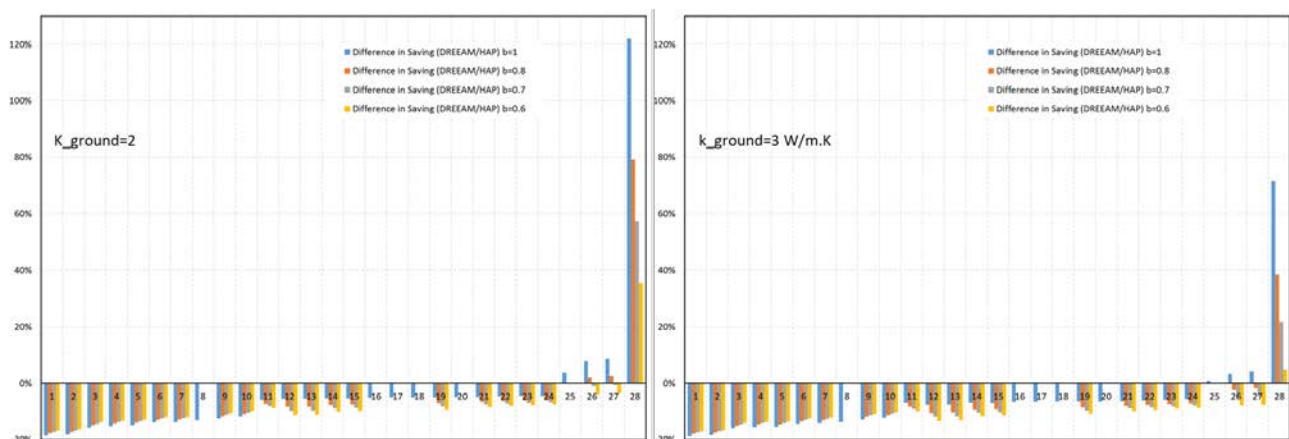 120%
Difference in Saving (DREEAM/HAP) b=1
Difference in Saving (DREEAM/HAP) b=0.8
100%
Difference in Saving (DREEAM/HAP) b=0.7
Difference in Saving (DREEAM/HAP) b=0.6
K_ground=2
80%
60%
40%
20%
0%
1 2 3 4 5 6 7 8 9 10 11 12 13 14 15 16 17 18 19 20 21 22 23 24 25 26 27 28
120%
Difference in Saving (DREEAM/HAP) b=1
Difference in Saving (DREEAM/HAP) b=0.8
100%
Difference in Saving (DREEAM/HAP) b=0.7
Difference in Saving (DREEAM/HAP) b=0.6
k_ground=3 W/m.K
80%
60%
40%
20%
0%
1 2 3 4 5 6 7 8 9 10 11 12 13 14 15 16 17 18 19 20 21 22 23 24 25 26 27 28